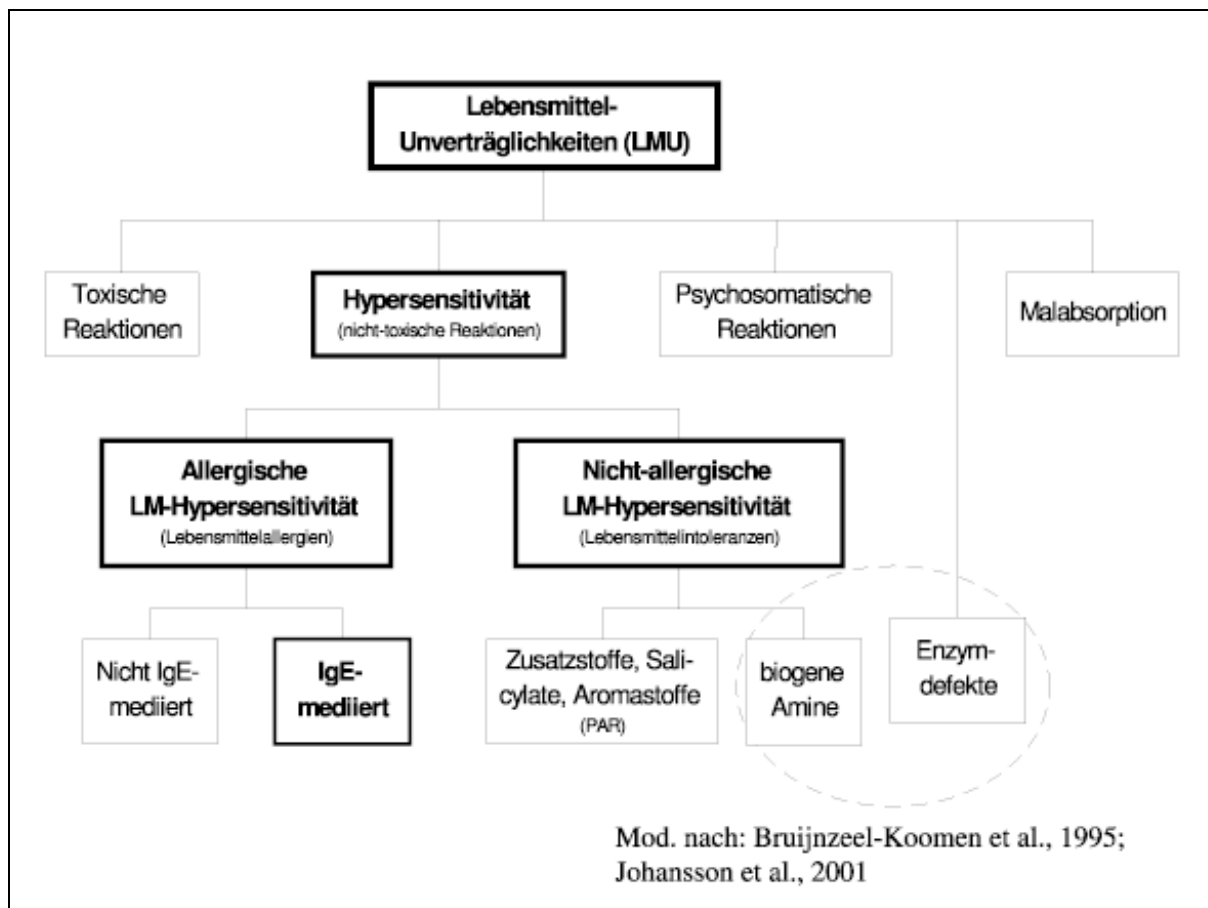 Lebensmittel-
Unverträglichkeiten (LMU)
Toxische
Reaktionen
Hypersensitivität
(nicht-toxische Reaktionen)
Psychosomatische
Reaktionen
Malabsorption
Allergische
LM-Hypersensitivität
(Lebensmittelallergien)
Nicht-allergische
LM-Hypersensitivität
(Lebensmittelintoleranzen)
Nicht IgE-
mediiert
IgE-
mediiert
Zusatzstoffe, Sali-
cylate, Aromastoffe
(PAR)
biogene
Amine
Enzym-
defekte
Mod. nach: Bruijnzeel-Koomen et al., 1995;
Johansson et al., 2001